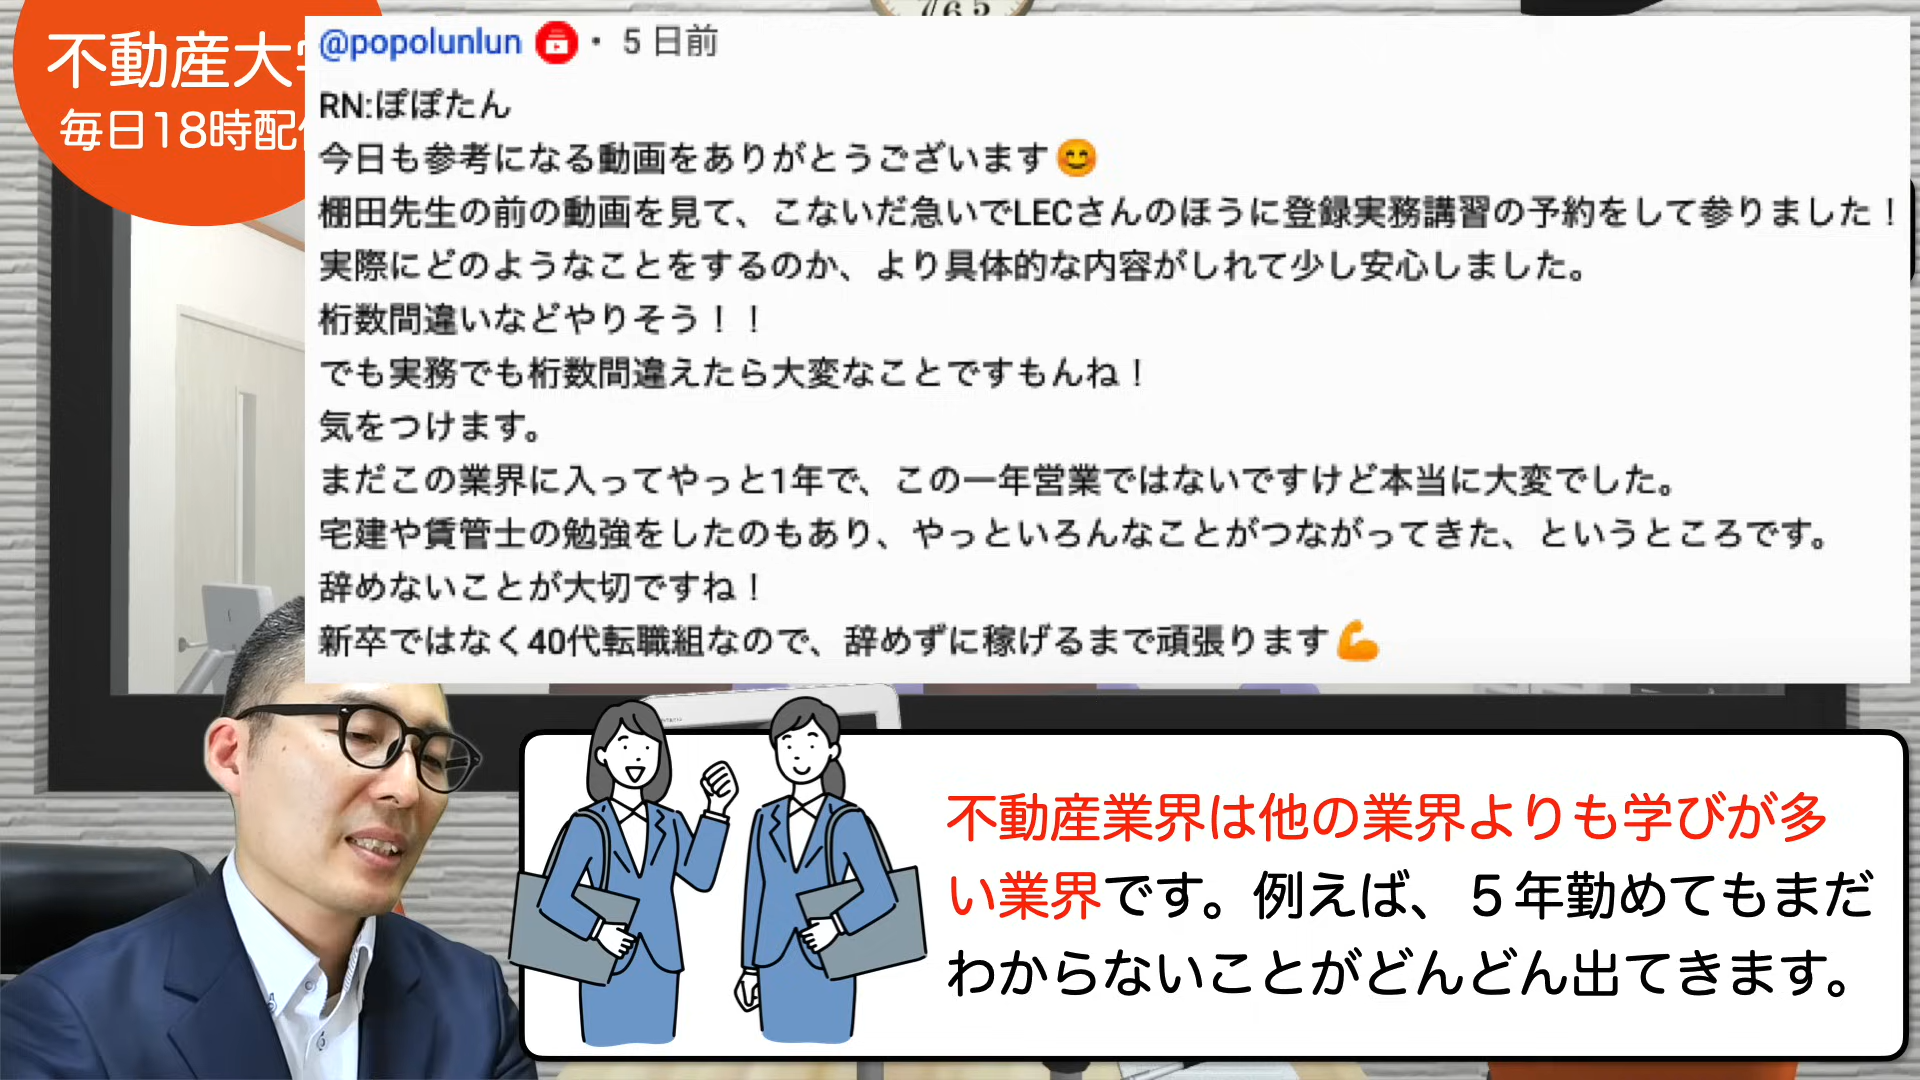 不動産大
毎日18時配
765
@popolunlun ・ 5 日前
RN:ぽぽたん
今日も参考になる動画をありがとうございます😊
棚田先生の前の動画を見て、こないだ急いでLECさんのほうに登録実務講習の予約をして参りました！
実際にどのようなことをするのか、より具体的な内容がしれて少し安心しました。
桁数間違いなどやりそう！！
でも実務でも桁数間違えたら大変なことですもんね！
気をつけます。
まだこの業界に入ってやっと1年で、この一年営業ではないですけど本当に大変でした。
宅建や賃管士の勉強をしたのもあり、やっといろんなことがつながってきた、というところです。
辞めないことが大切ですね！
新卒ではなく40代転職組なので、辞めずに稼げるまで頑張ります💪
不動産業界は他の業界よりも学びが多
い業界です。例えば、５年勤めてもまだ
わからないことがどんどん出てきます。